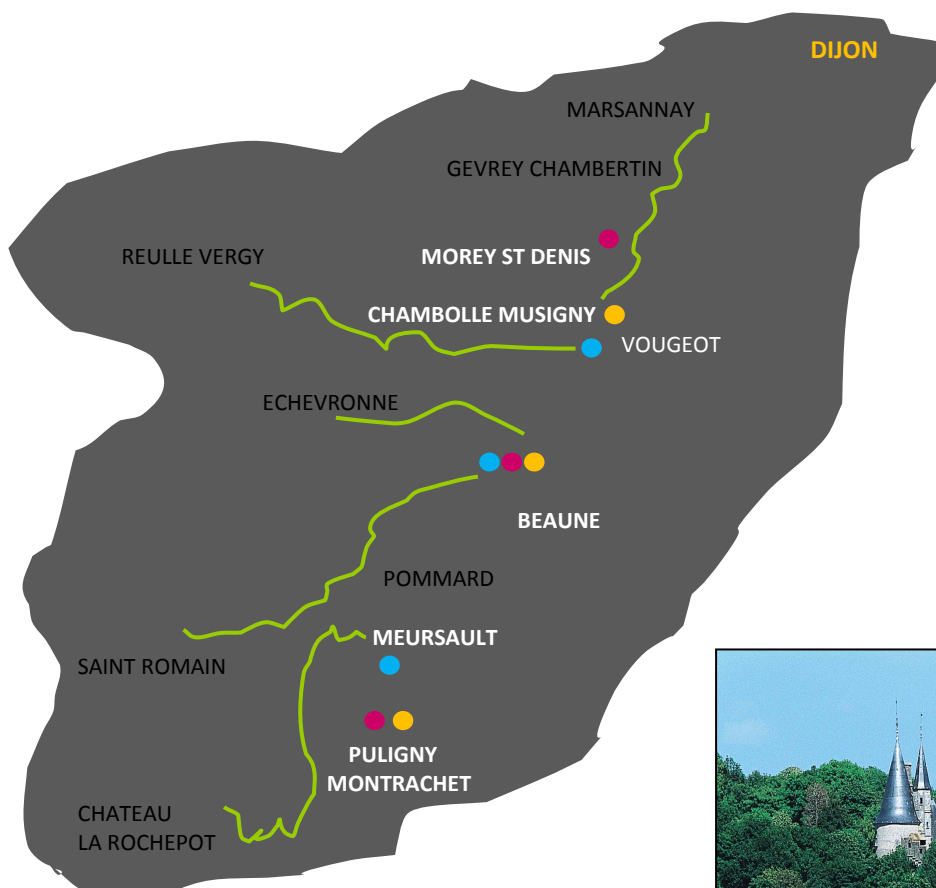 DIJON
MARSANNAY
GEVREY CHAMBERTIN
REULLE VERGY
MOREY ST DENIS
CHAMBOLLE MUSIGNY
VOUGEOT
ECHEVRONNE
BEAUNE
POMMARD
MEURSAULT
SAINT ROMAIN
PULIGNY
MONTRACHET
CHATEAU
LA ROCHEPOT